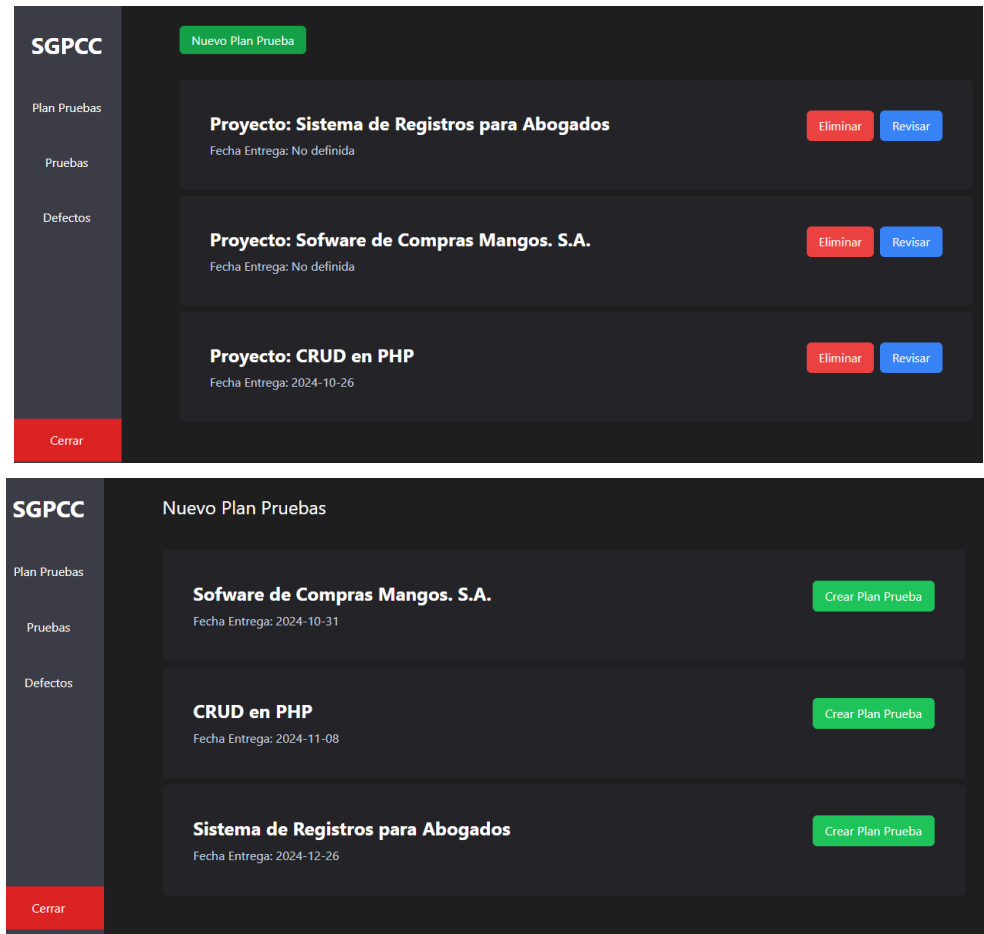 SGPCC
Plan Pruebas
Pruebas
Defectos
Cerrar
Nuevo Plan Prueba
Proyecto: Sistema de Registros para Abogados
Fecha Entrega: No definida
Eliminar Revisar
Proyecto: Sofware de Compras Mangos. S.A.
Fecha Entrega: No definida
Eliminar Revisar
Proyecto: CRUD en PHP
Fecha Entrega: 2024-10-26
Eliminar Revisar
SGPCC
Plan Pruebas
Pruebas
Defectos
Cerrar
Nuevo Plan Pruebas
Sofware de Compras Mangos. S.A.
Fecha Entrega: 2024-10-31
Crear Plan Prueba
CRUD en PHP
Fecha Entrega: 2024-11-08
Crear Plan Prueba
Sistema de Registros para Abogados
Fecha Entrega: 2024-12-26
Crear Plan Prueba